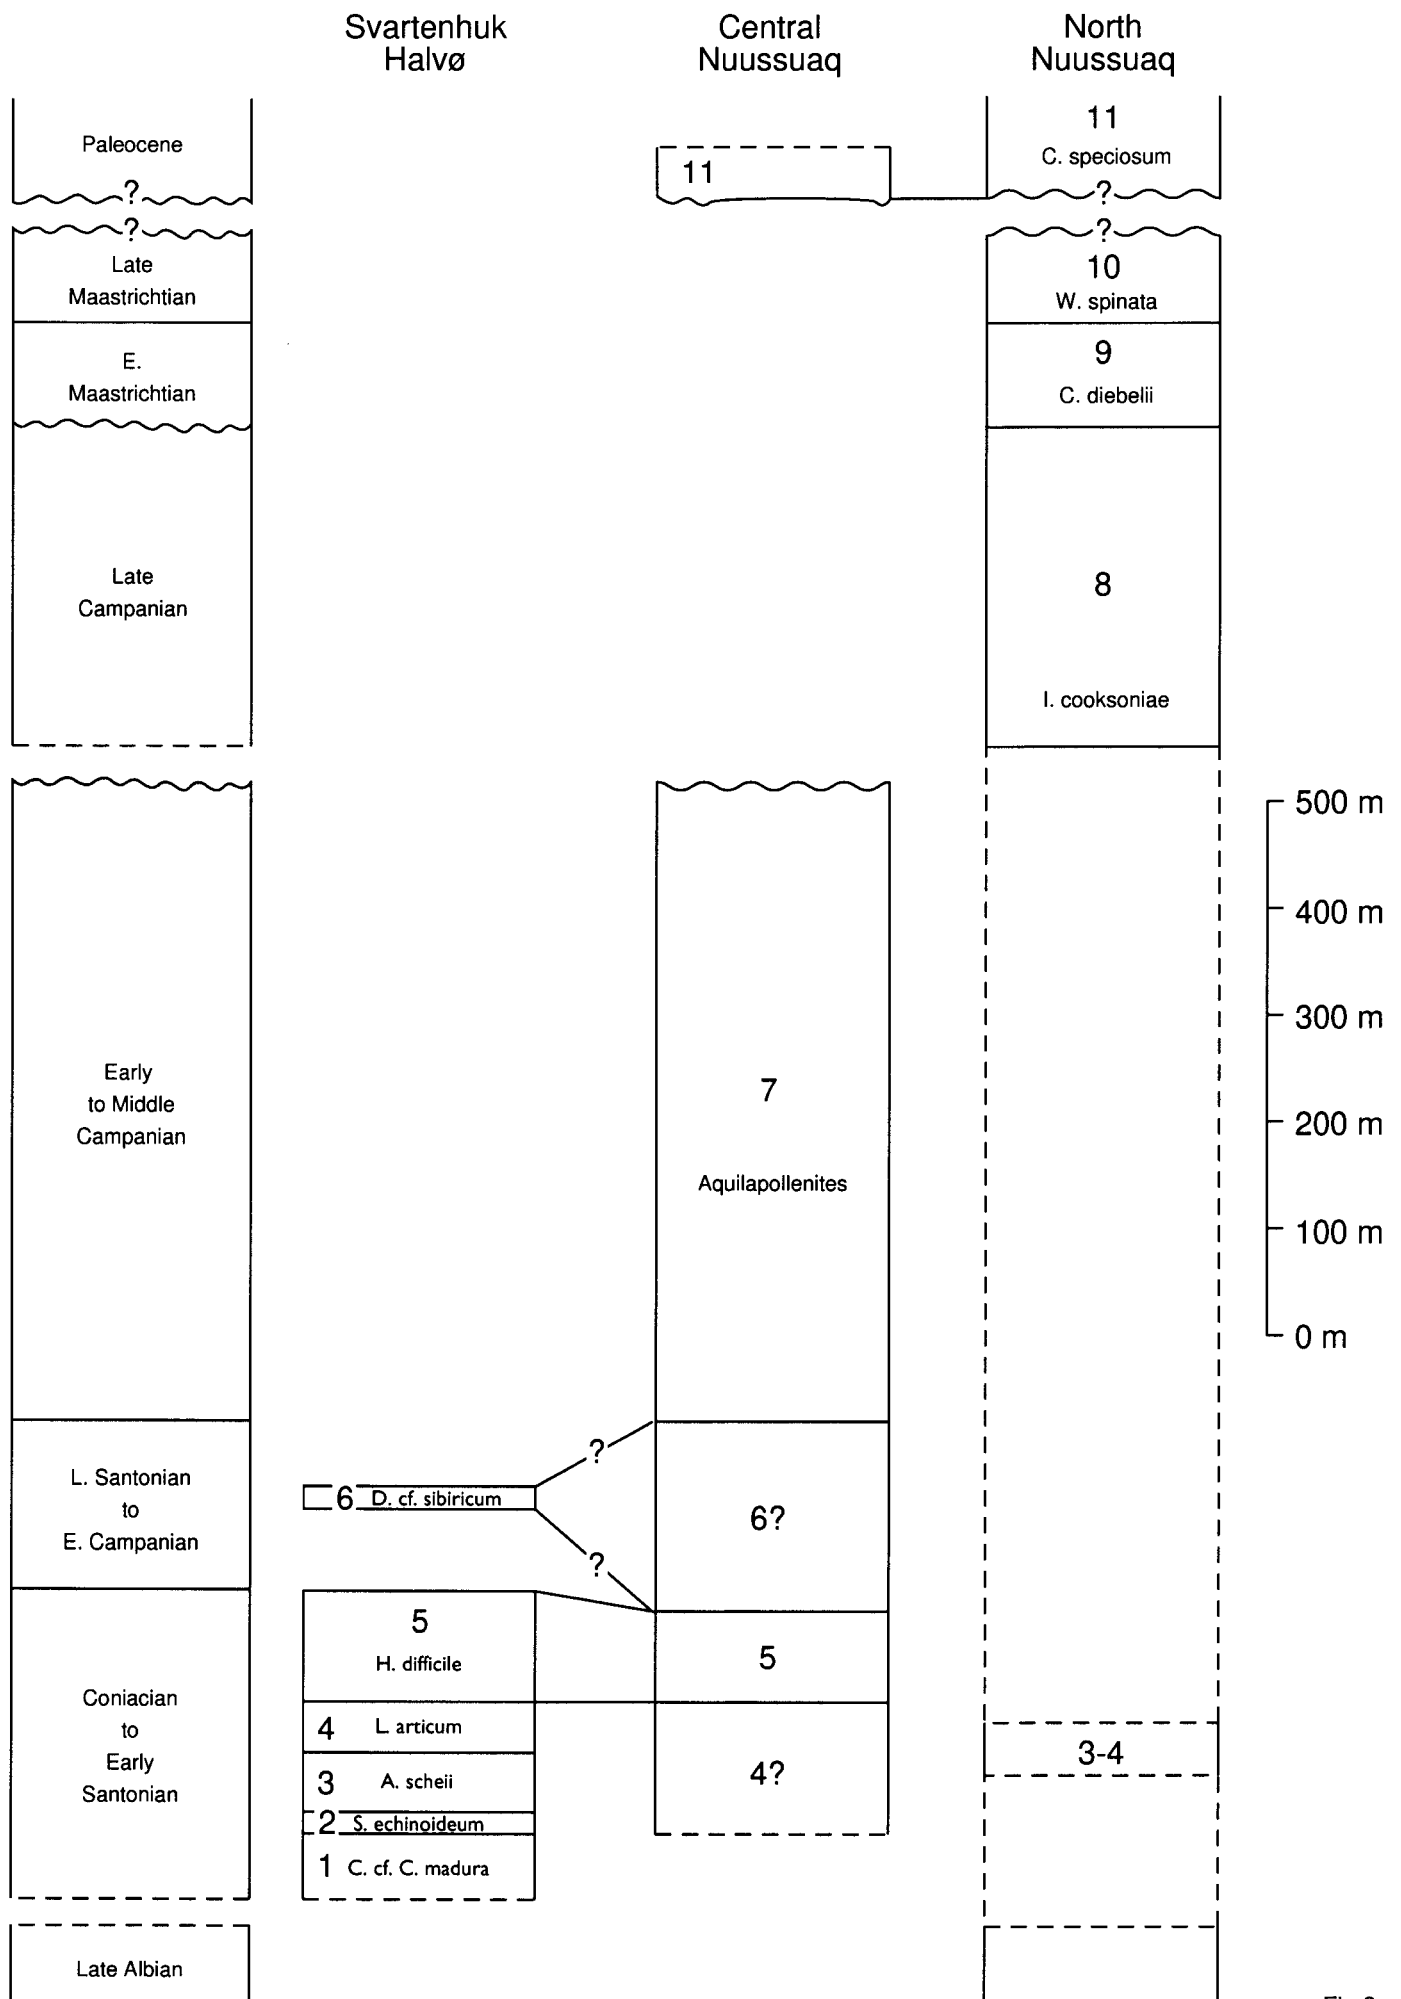 Svartenhuk
Halvø
Central
Nuussuaq
North
Nuussuaq
Paleocene
?
?
Late
Maastrichtian
E.
Maastrichtian
Late
Campanian
Early
to Middle
Campanian
L. Santonian
to
E. Campanian
Coniacian
to
Early
Santonian
Late Albian
6 D. cf. sibiricum
?
?
5
H. difficile
4 L. articum
3 A. scheii
2 S. echinoideum
1 C. cf. C. madura
11
7
Aquilapollenites
6?
5
4?
11
C. speciosum
?
?
10
W. spinata
9
C. diebelii
8
I. cooksoniae
3-4
500 m
400 m
300 m
200 m
100 m
0 m